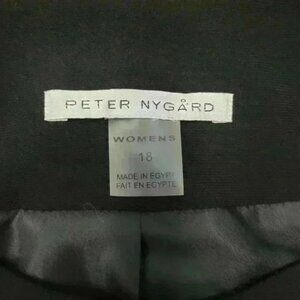 PETER NYGÅRD
WOMENS
18
MADE IN EGYPT
FAIT EN EGYPTE